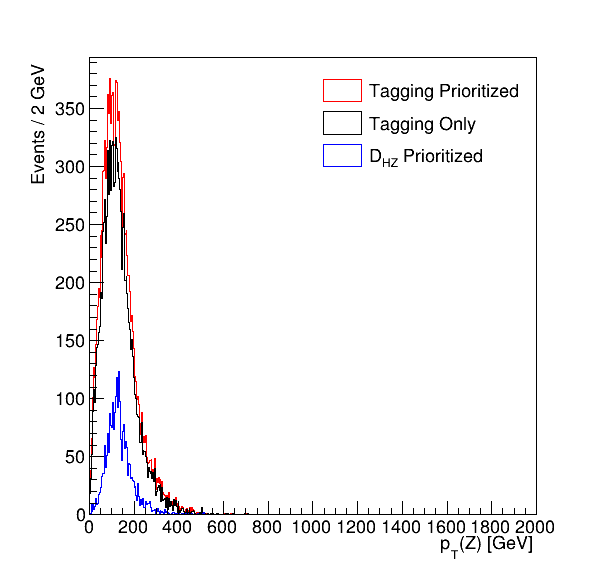 Events / 2 GeV
350
300
250
200
150
100
50
0
Tagging Prioritized
Tagging Only
D_HZ Prioritized
0 200 400 600 800 1000 1200 1400 1600 1800 2000
p_T(Z) [GeV]